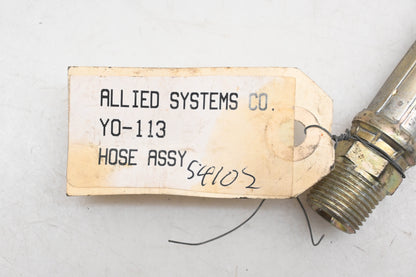 ALLIED SYSTEMS CO.
YO-113
HOSE ASSY
54102